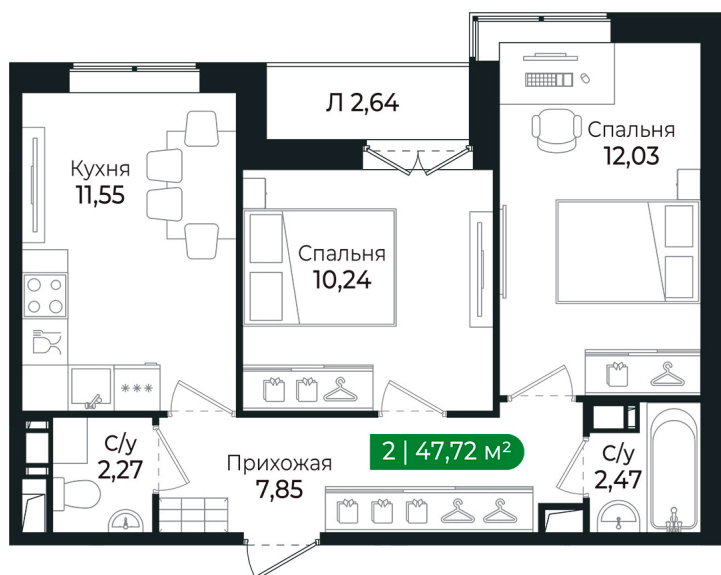 Л 2,64
Спальня
12,03
Кухня
11,55
Спальня
10,24
2 | 47,72 м²
С/у
2,27
Прихожая
7,85
С/у
2,47